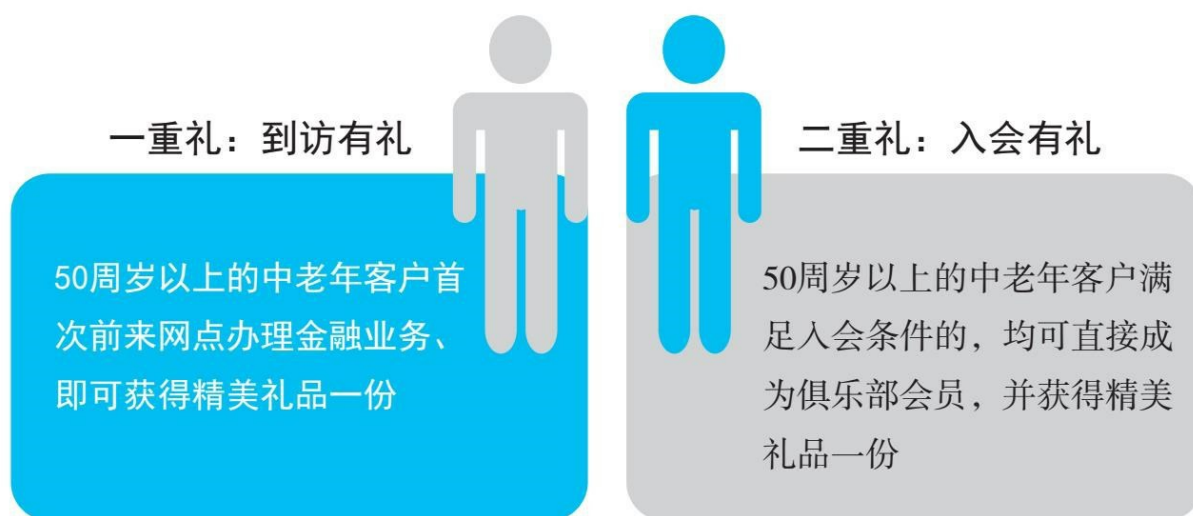 一重礼：到访有礼
50周岁以上的中老年客户首
次前来网点办理金融业务、
即可获得精美礼品一份
二重礼：入会有礼
50周岁以上的中老年客户满
足入会条件的，均可直接成
为俱乐部会员，并获得精美
礼品一份